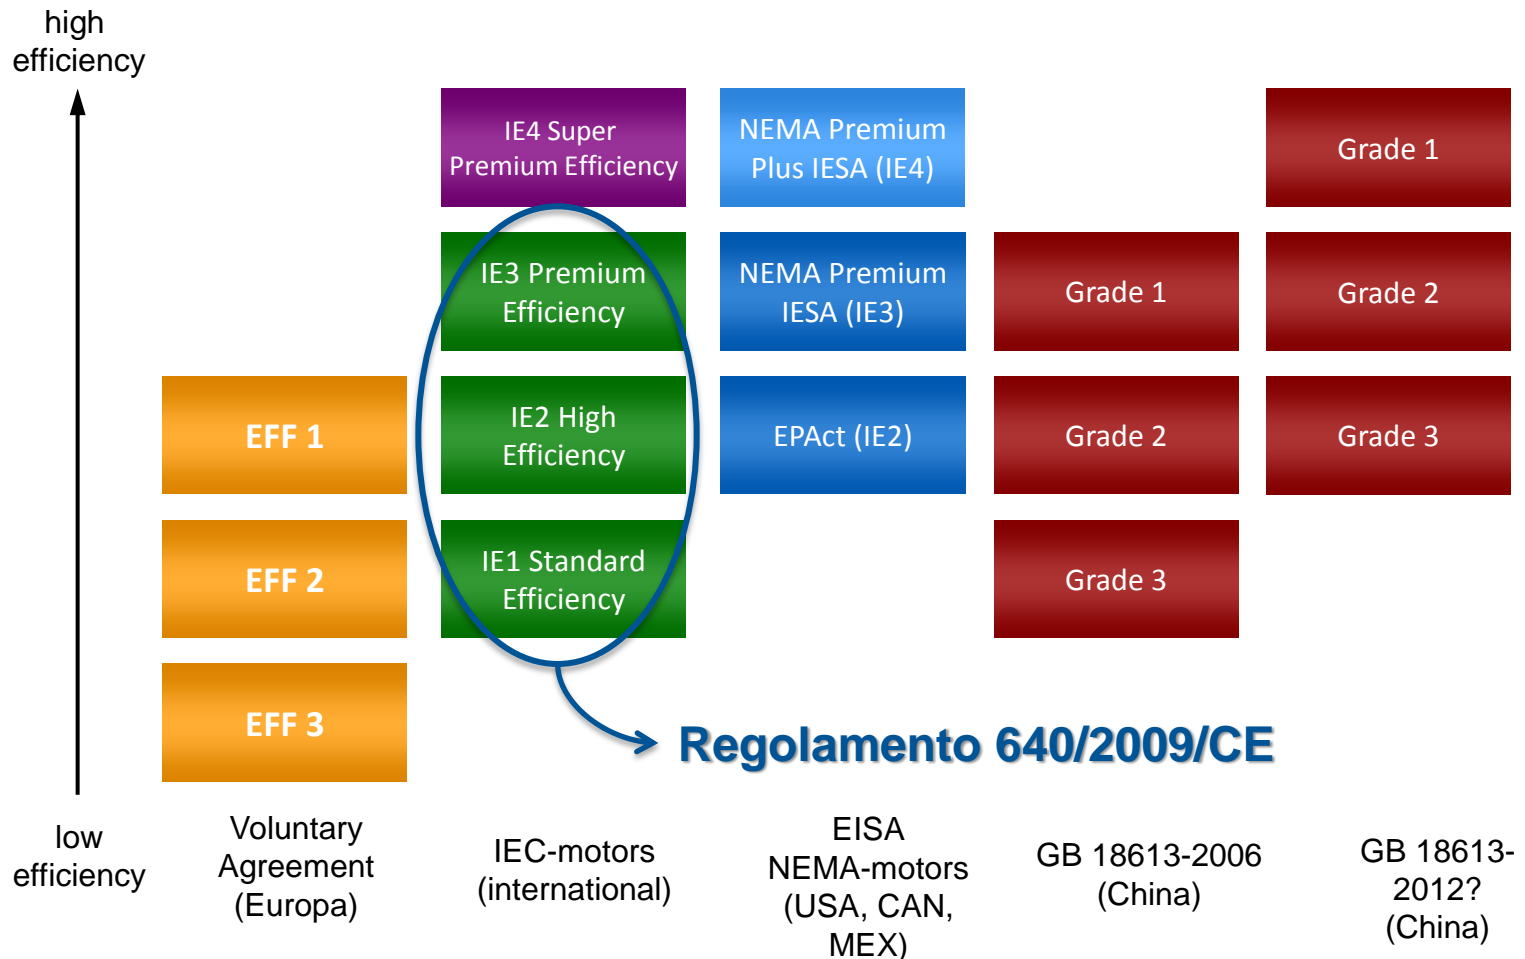 high
efficiency
IE4 Super
Premium Efficiency
NEMA Premium
Plus IESA (IE4)
Grade 1
IE3 Premium
Efficiency
NEMA Premium
IESA (IE3)
Grade 1
Grade 2
EFF 1
IE2 High
Efficiency
EPAct (IE2)
Grade 2
Grade 3
EFF 2
IE1 Standard
Efficiency
Grade 3
EFF 3
Regolamento 640/2009/CE
low
efficiency
Voluntary
Agreement
(Europa)
IEC-motors
(international)
EISA
NEMA-motors
(USA, CAN,
MEX)
GB 18613-2006
(China)
GB 18613-
2012?
(China)